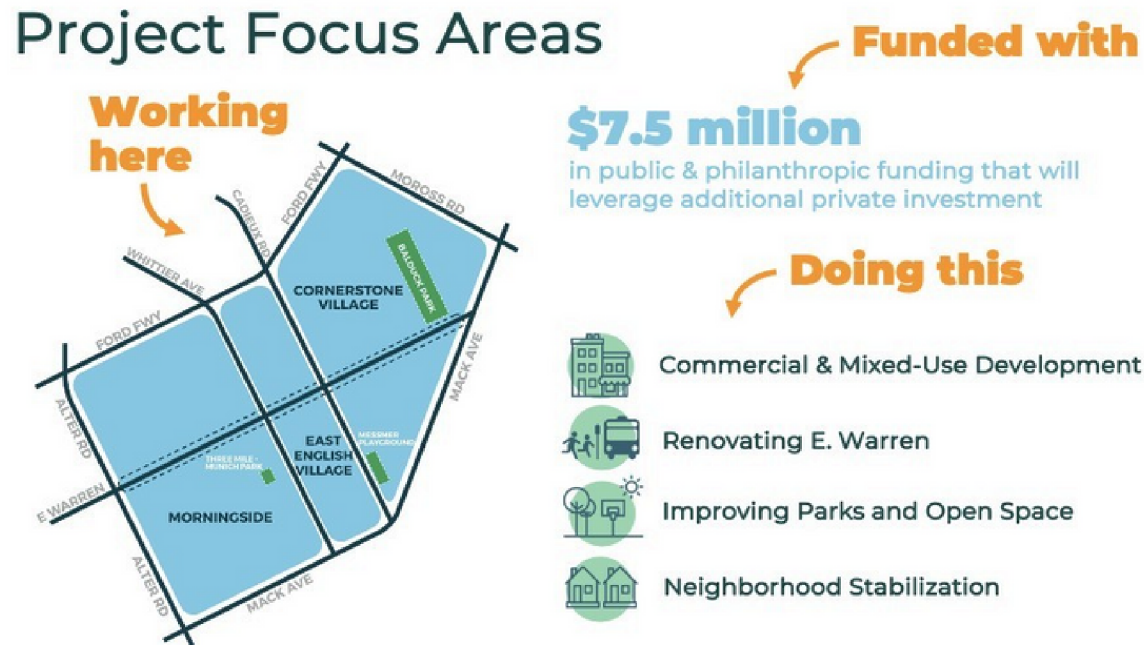 Project Focus Areas
Working
here
Funded with
$7.5 million
in public & philanthropic funding that will
leverage additional private investment
Doing this
Commercial & Mixed-Use Development
Renovating E. Warren
Improving Parks and Open Space
Neighborhood Stabilization
MOROSS RD
FORD FWY
CADIEUX RD
WHITTIER AVE
FORD FWY
BALDUCK PARK
CORNERSTONE
VILLAGE
MACK AVE
ALTER RD
EAST
ENGLISH
VILLAGE
MESSMER
PLAYGROUND
THREE MILE-
MUNICH PARK
E WARREN
MORNINGSIDE
ALTER RD
MACK AVE